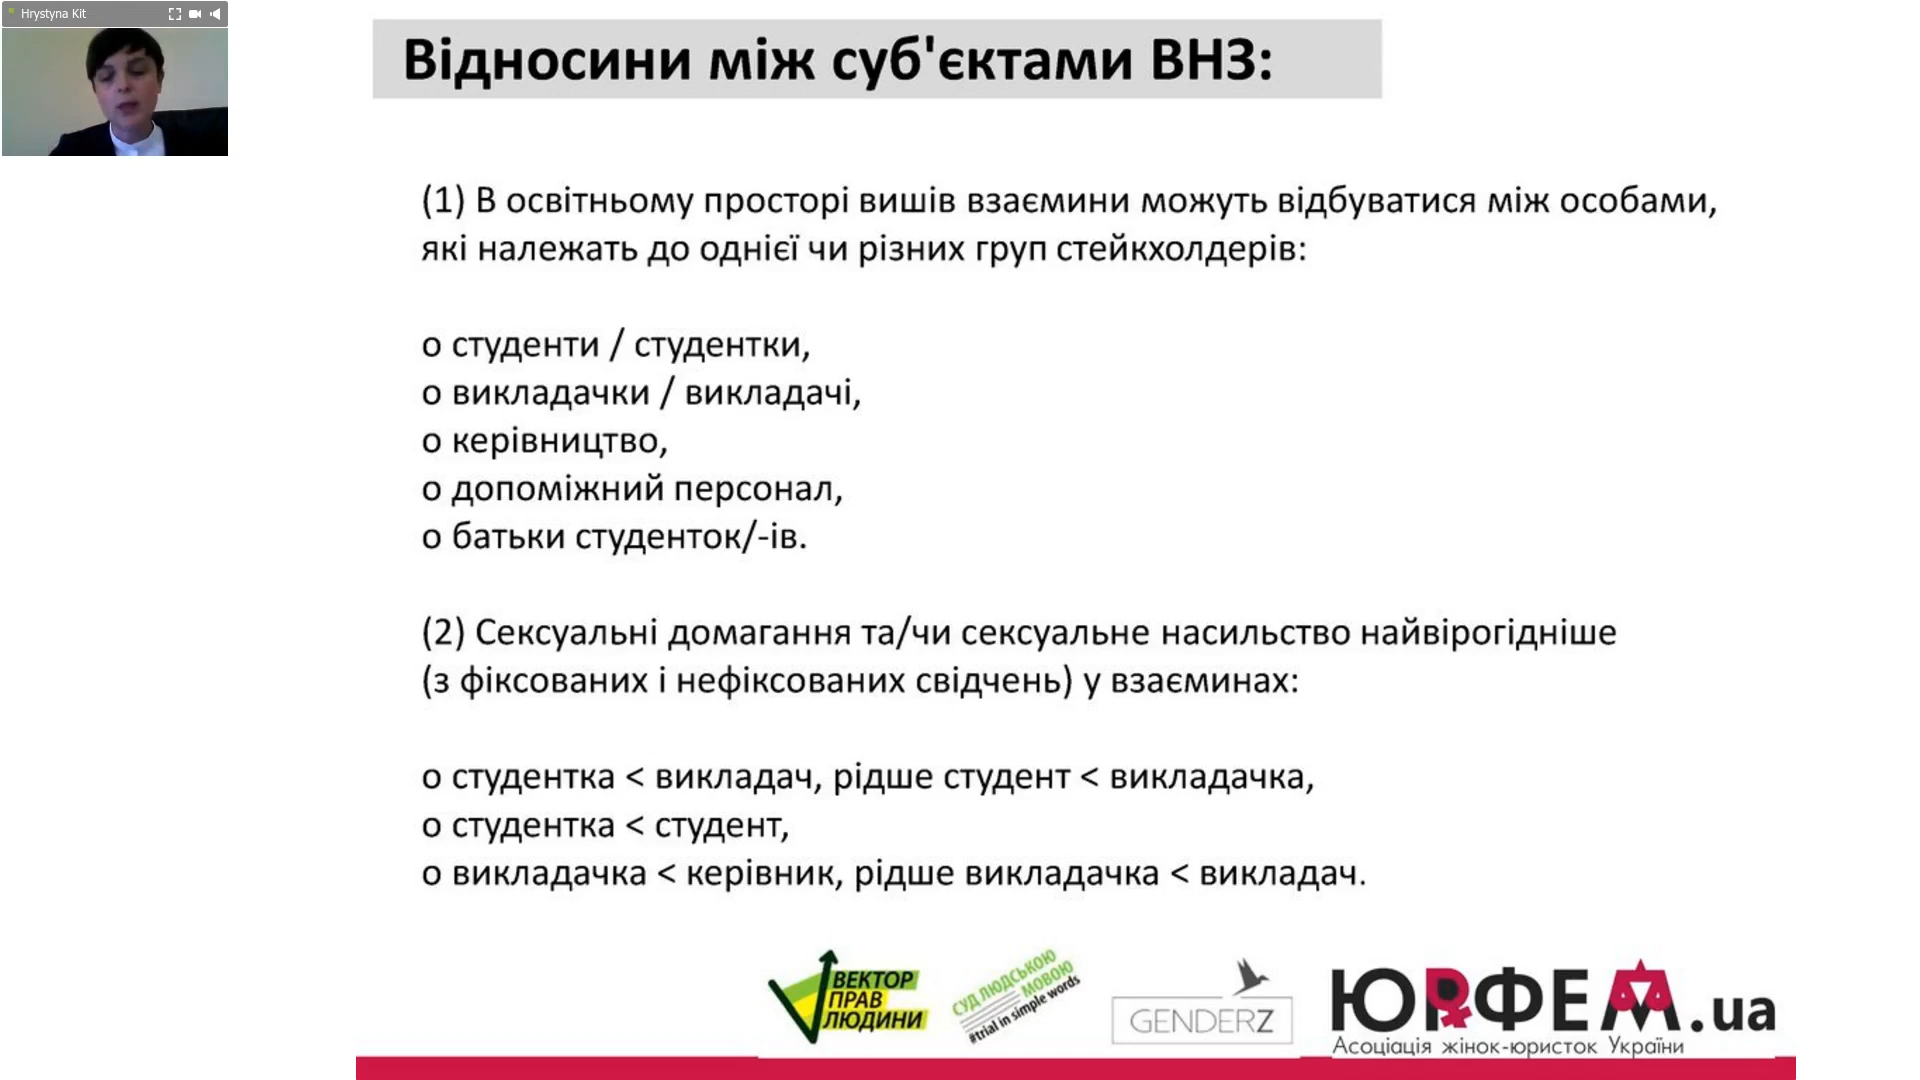 Hrystyna Kit
Відносини між суб'єктами ВНЗ:
(1) В освітньому просторі вишів взаємини можуть відбуватися між особами,
які належать до однієї чи різних груп стейкхолдерів:
o студенти / студентки,
o викладачки / викладачі,
o керівництво,
o допоміжний персонал,
o батьки студенток/-ів.
(2) Сексуальні домагання та/чи сексуальне насильство найвірогідніше
(з фіксованих і нефіксованих свідчень) у взаєминах:
o студентка < викладач, рідше студент < викладачка,
o студентка < студент,
o викладачка < керівник, рідше викладачка < викладач.
ВЕКТОР
ПРАВ
ЛЮДИНИ
СУД ЛЮДСЬКОЮ
МОВОЮ
#trial in simple words
GENDERZ
ЮРФЕМ.ua
Асоціація жінок-юристок України